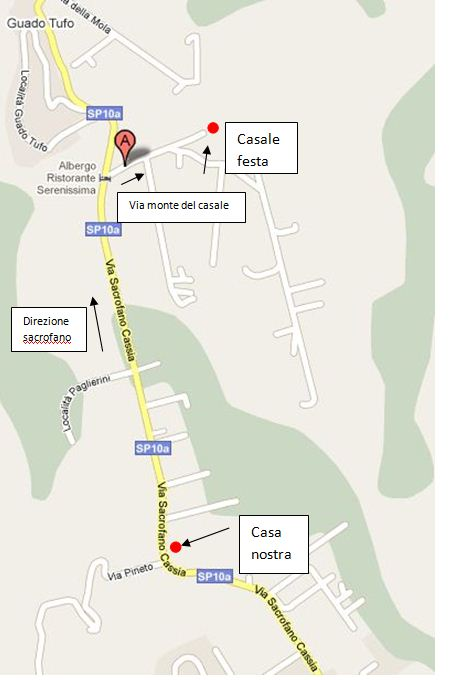 Via della Mola
Guado Tufo
Località Guado Tufo
SP10a
A
Casale
festa
Albergo
Ristorante
Serenissima
Via monte del casale
SP10a
Via Sacrofano Cassia
Direzione
sacrofano
Località Paglierini
SP10a
Via Sacrofano Cassia
Casa
nostra
Via Pineto
SP10a
Via Sacrofano Cassia